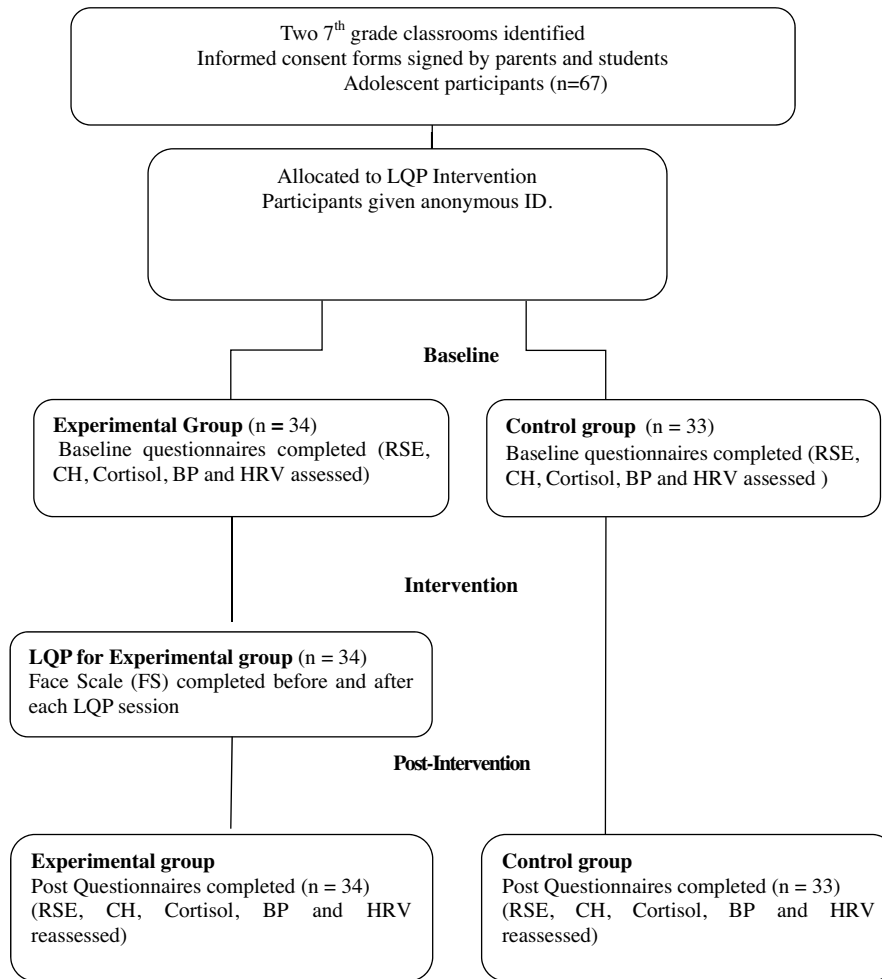 Two 7th grade classrooms identified
Informed consent forms signed by parents and students
Adolescent participants (n=67)
Allocated to LQP Intervention
Participants given anonymous ID.
Baseline
Experimental Group (n = 34)
Baseline questionnaires completed (RSE,
CH, Cortisol, BP and HRV assessed)
Control group (n = 33)
Baseline questionnaires completed (RSE,
CH, Cortisol, BP and HRV assessed )
Intervention
LQP for Experimental group (n = 34)
Face Scale (FS) completed before and after
each LQP session
Post-Intervention
Experimental group
Post Questionnaires completed (n = 34)
(RSE, CH, Cortisol, BP and HRV
reassessed)
Control group
Post Questionnaires completed (n = 33)
(RSE, CH, Cortisol, BP and HRV
reassessed)